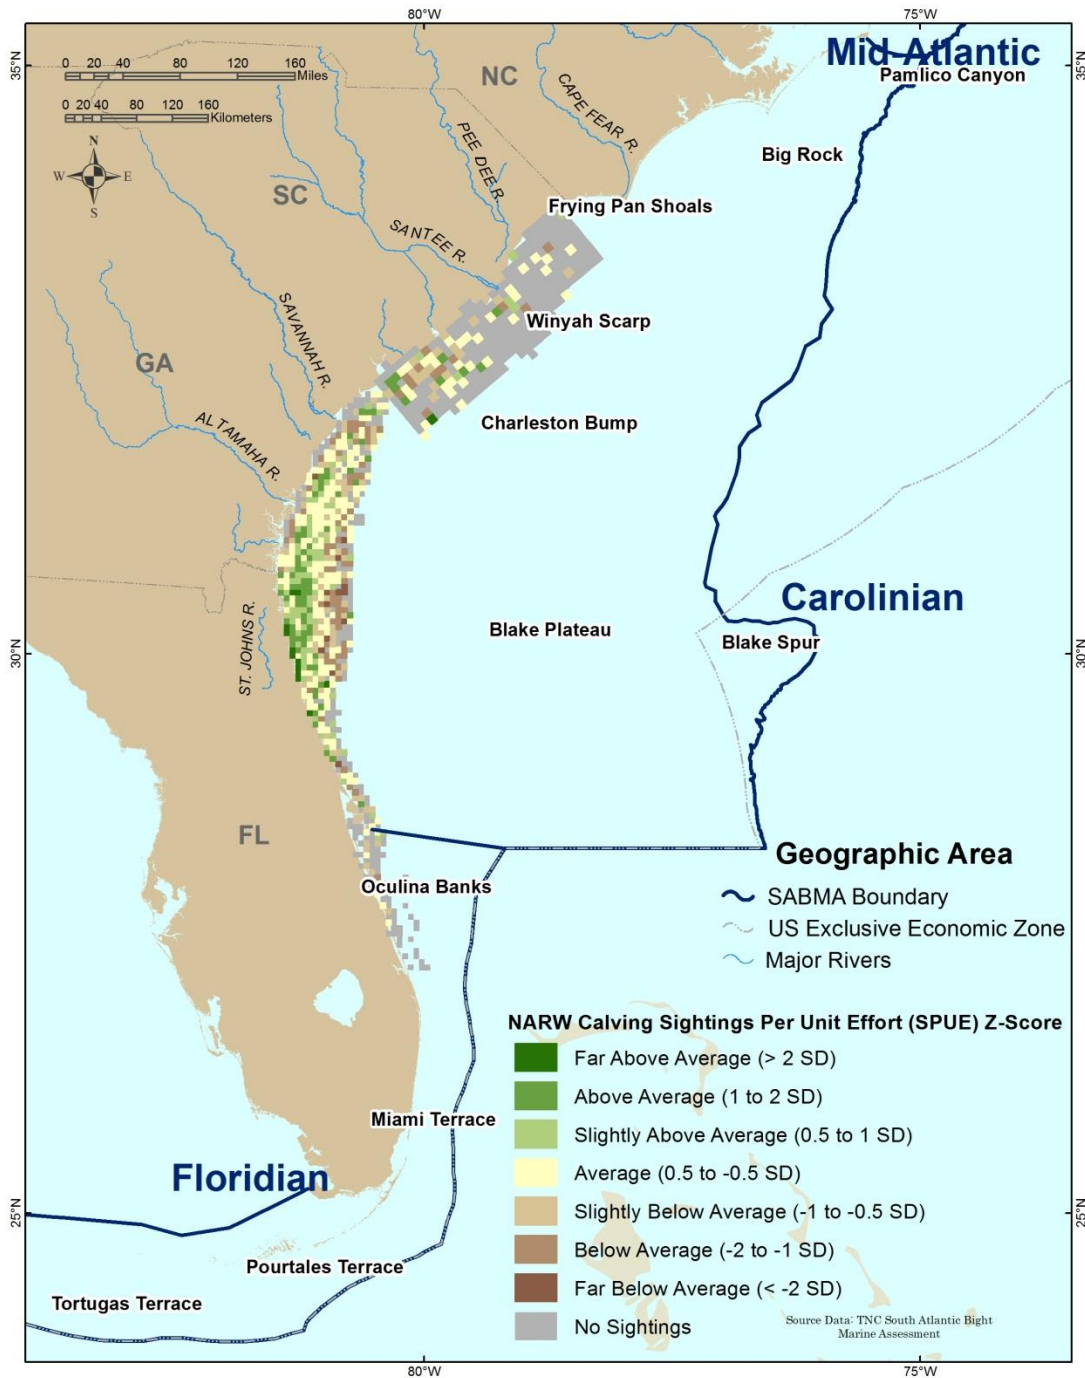 80°W
75°W
35°N
35°N
Mid-Atlantic
Pamlico Canyon
0 20 40 80 120 160
Miles
0 20 40 80 120 160
Kilometers
N
W E
S
NC
CAPE FEAR R.
PEE DEE R.
Big Rock
SC
Frying Pan Shoals
SANTEE R.
SAVANNAH R.
Winyah Scarp
GA
ALTAMAHA R.
Charleston Bump
Carolinian
ST. JOHNS R.
Blake Plateau
Blake Spur
30°N
30°N
FL
Oculina Banks
Geographic Area
SABMA Boundary
US Exclusive Economic Zone
Major Rivers
NARW Calving Sightings Per Unit Effort (SPUE) Z-Score
Far Above Average (> 2 SD)
Above Average (1 to 2 SD)
Slightly Above Average (0.5 to 1 SD)
Average (0.5 to -0.5 SD)
Slightly Below Average (-1 to -0.5 SD)
Below Average (-2 to -1 SD)
Far Below Average (< -2 SD)
No Sightings
Miami Terrace
Floridian
25°N
25°N
Pourtales Terrace
Tortugas Terrace
Source Data: TNC South Atlantic Bight
Marine Assessment
80°W
75°W